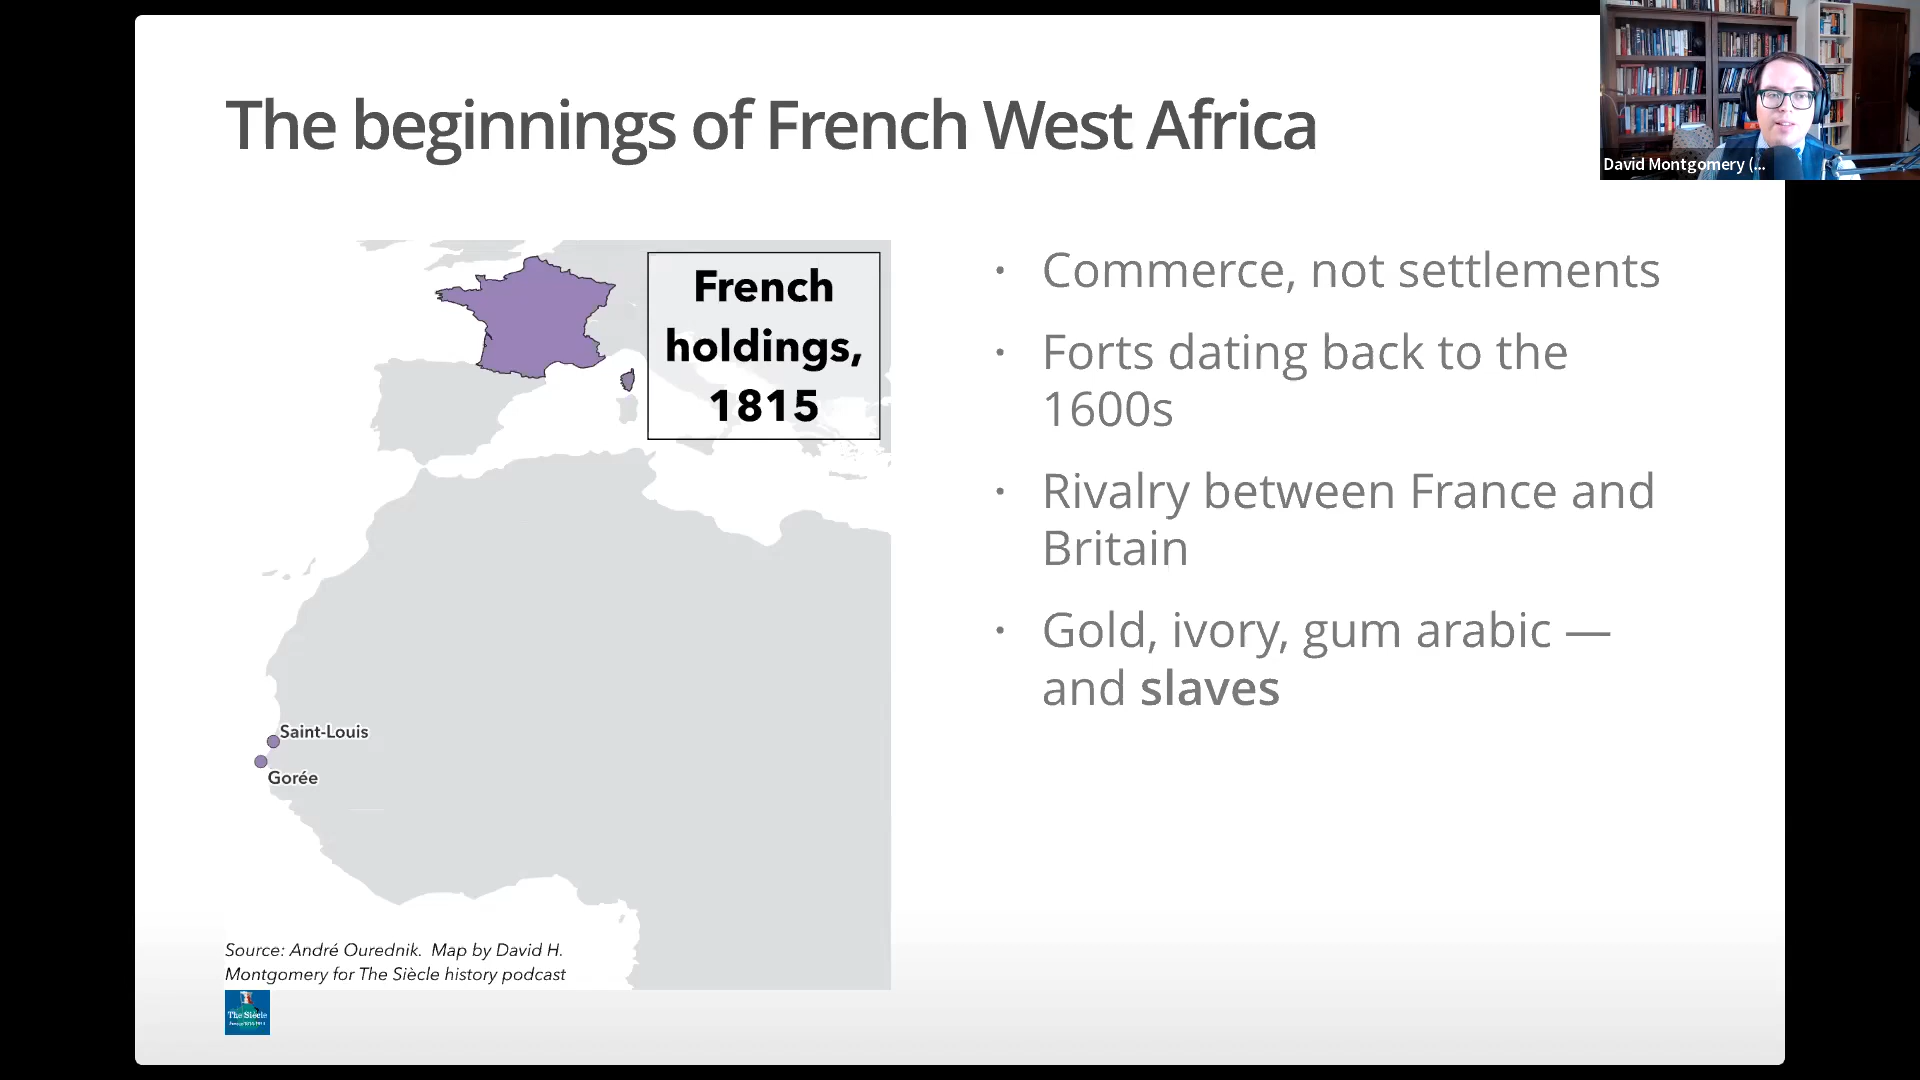 The beginnings of French West Africa
David Montgomery (...
French
holdings,
1815
Saint-Louis
Gorée
Source: André Ourednik. Map by David H.
Montgomery for The Siècle history podcast
The Siècle
· Commerce, not settlements
· Forts dating back to the
1600s
· Rivalry between France and
Britain
· Gold, ivory, gum arabic —
and slaves